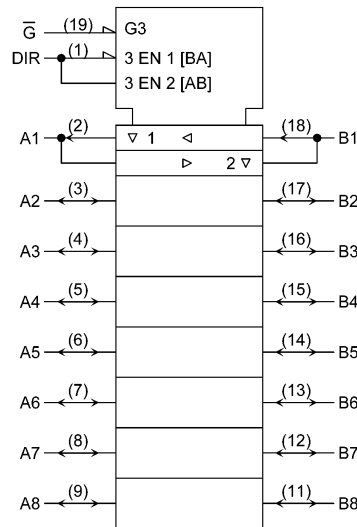 G̅ (19) G3
DIR (1) 3 EN 1 [BA]
3 EN 2 [AB]
A1 (2) 1 (18) B1
2
A2 (3) (17) B2
A3 (4) (16) B3
A4 (5) (15) B4
A5 (6) (14) B5
A6 (7) (13) B6
A7 (8) (12) B7
A8 (9) (11) B8